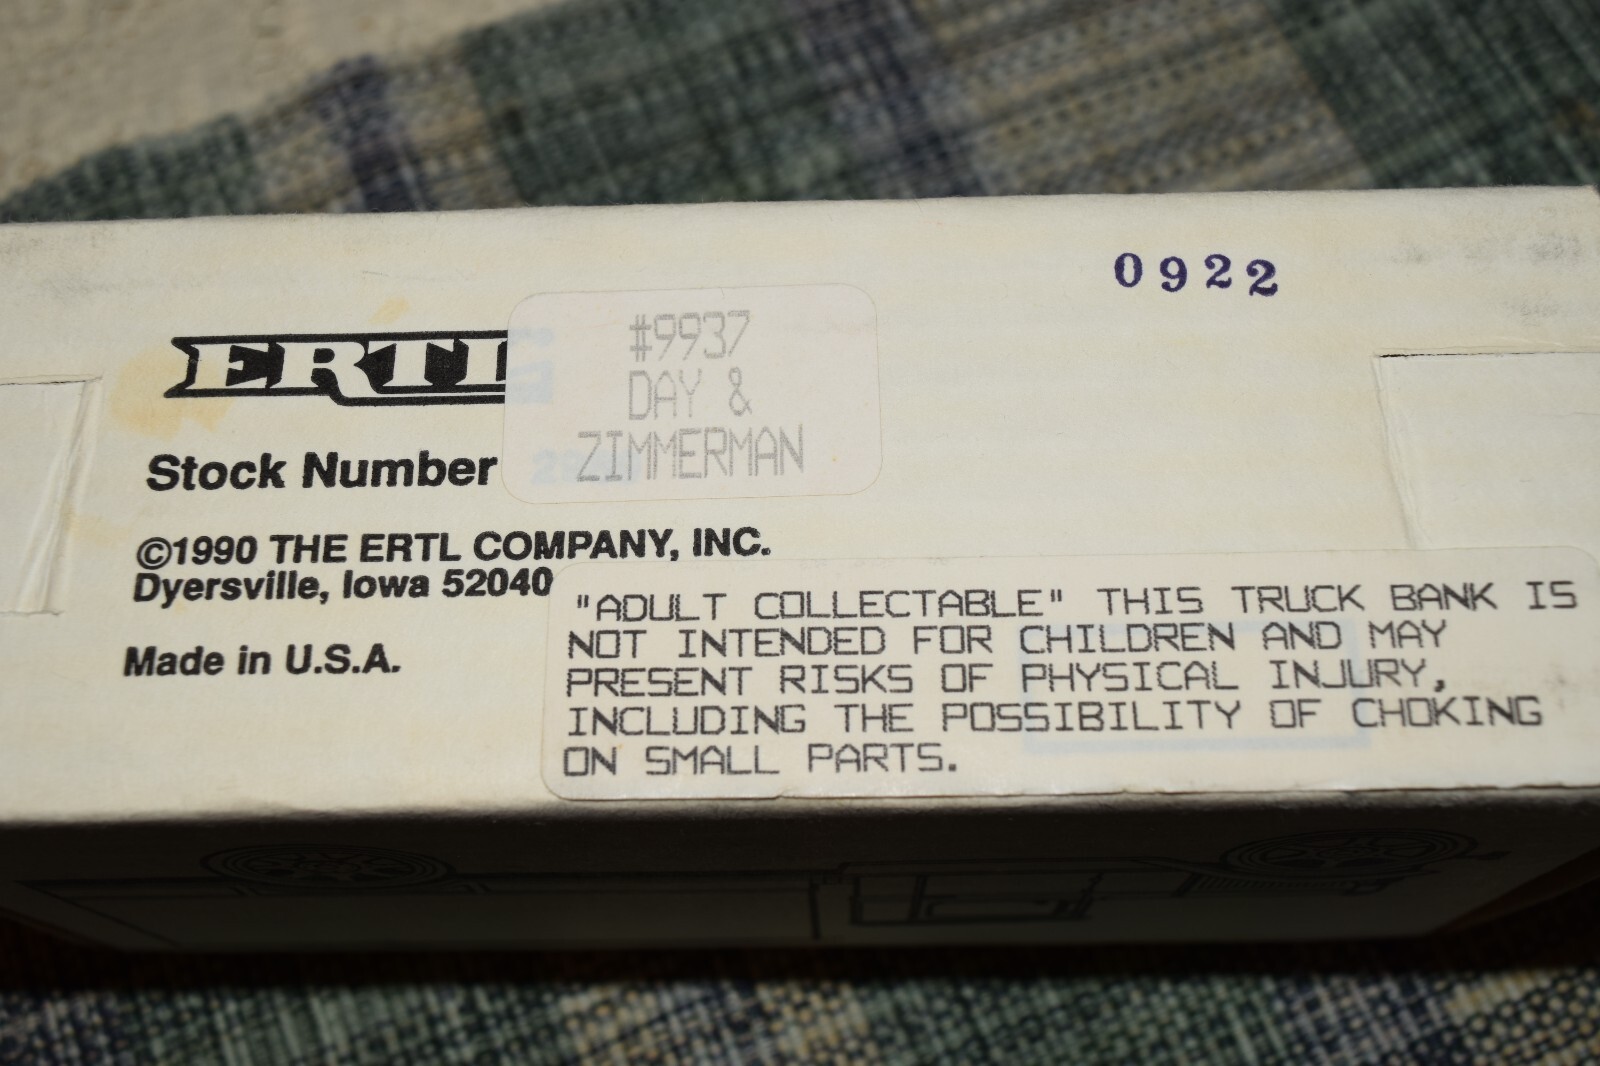 0922
ERTL
#9937
DAY &
ZIMMERMAN
Stock Number
©1990 THE ERTL COMPANY, INC.
Dyersville, Iowa 52040
Made in U.S.A.
"ADULT COLLECTABLE" THIS TRUCK BANK IS
NOT INTENDED FOR CHILDREN AND MAY
PRESENT RISKS OF PHYSICAL INJURY,
INCLUDING THE POSSIBILITY OF CHOKING
ON SMALL PARTS.